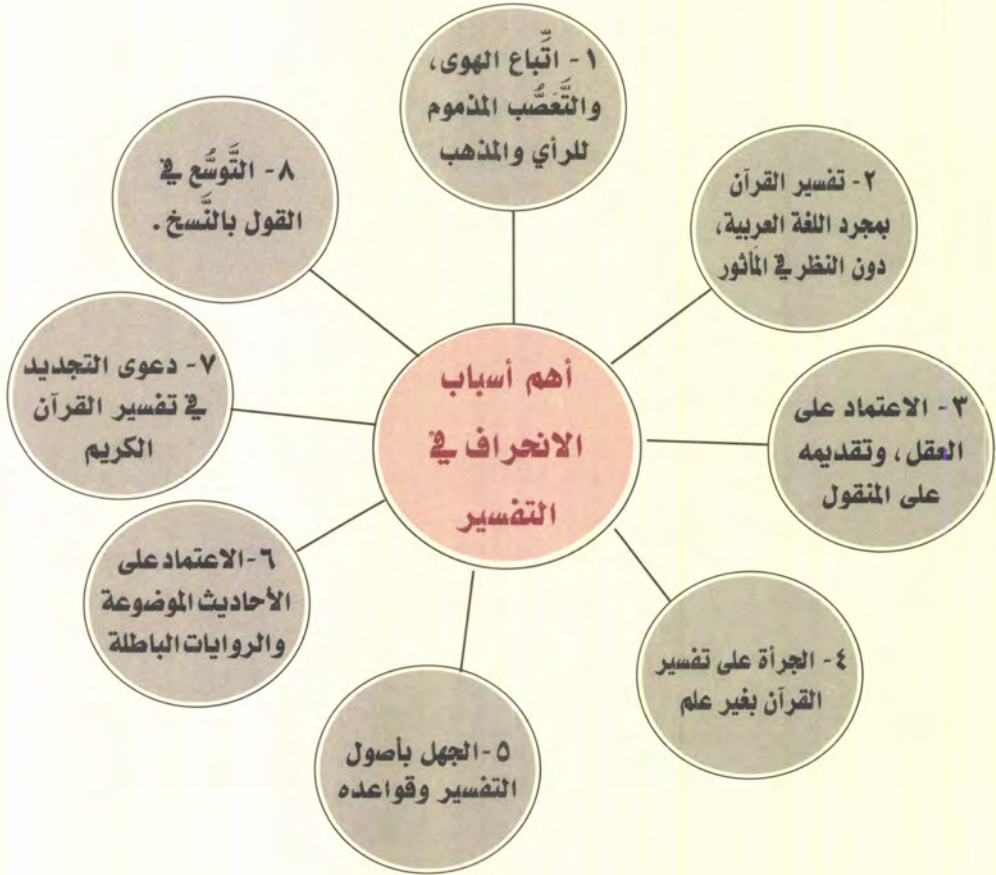 أهم أسباب
الانحراف في
التفسير
١- اتِّباع الهوى،
والتَّعَصُّب المذموم
للرأي والمذهب
٢- تفسير القرآن
بمجرد اللغة العربية،
دون النظر في المأثور
٣- الاعتماد على
العقل، وتقديمه
على المنقول
٤- الجرأة على تفسير
القرآن بغير علم
٥- الجهل بأصول
التفسير وقواعده
٦- الاعتماد على
الأحاديث الموضوعة
والروايات الباطلة
٧- دعوى التجديد
في تفسير القرآن
الكريم
٨- التَّوسُّع في
القول بالنَّسخ.